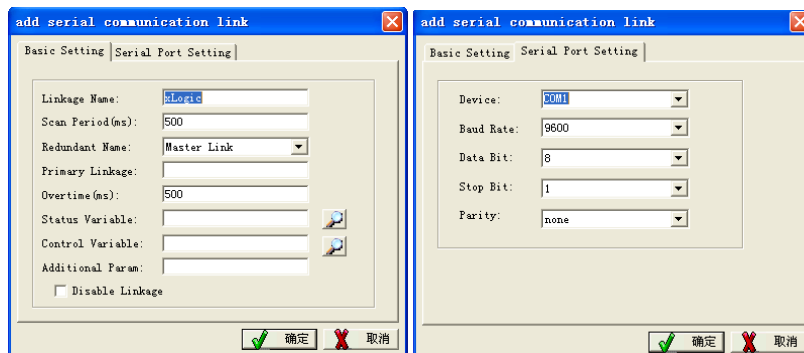 add serial communication link
Basic Setting Serial Port Setting
Linkage Name: xLogic
Scan Period(ms): 500
Redundant Name: Master Link
Primary Linkage:
Overtime(ms): 500
Status Variable:
Control Variable:
Additional Param:
Disable Linkage
确定 取消
add serial communication link
Basic Setting Serial Port Setting
Device: COM1
Baud Rate: 9600
Data Bit: 8
Stop Bit: 1
Parity: none
确定 取消